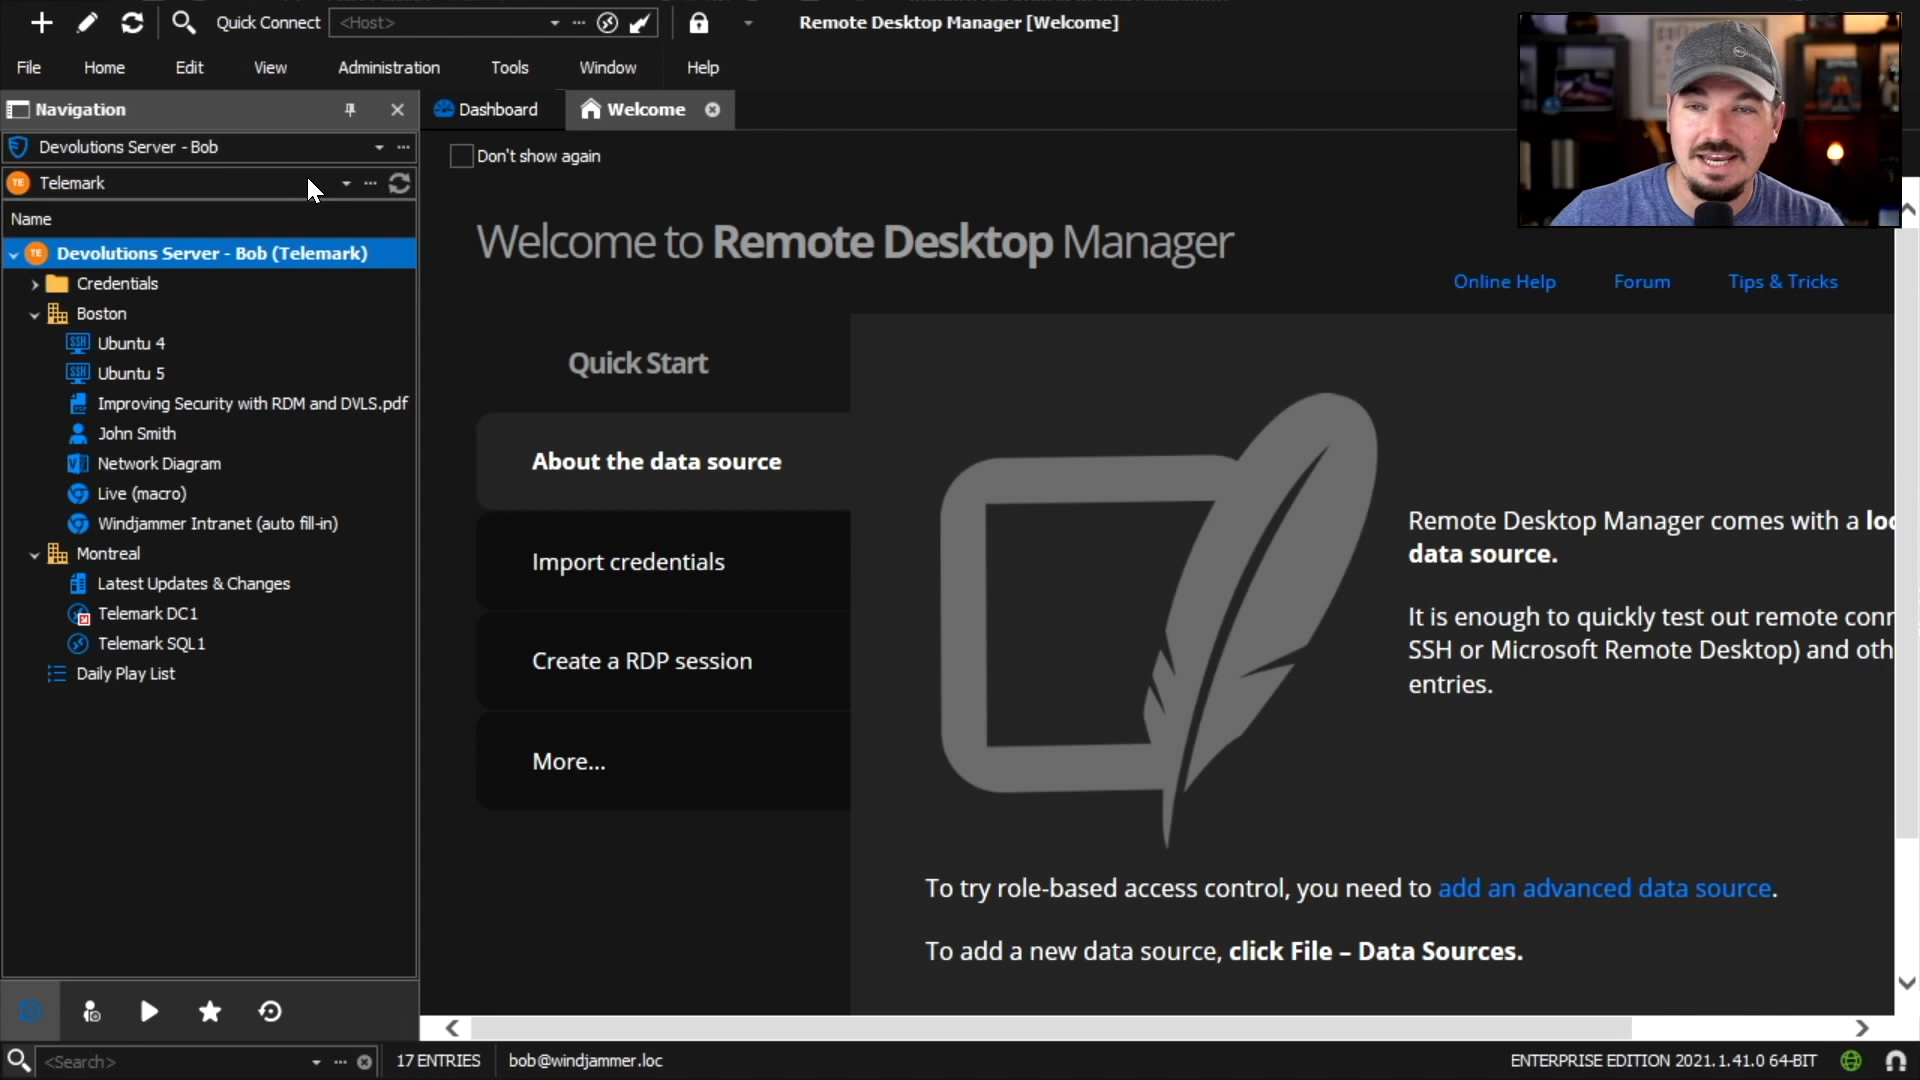 Quick Connect <Host> Remote Desktop Manager [Welcome]
File Home Edit View Administration Tools Window Help
Navigation
Dashboard Welcome
Devolutions Server - Bob
Don't show again
TE Telemark
Name
Welcome to Remote Desktop Manager
TE Devolutions Server - Bob (Telemark)
Online Help Forum Tips & Tricks
Credentials
Boston
SSH Ubuntu 4
SSH Ubuntu 5
Improving Security with RDM and DVLS.pdf
John Smith
Network Diagram
Live (macro)
Windjammer Intranet (auto fill-in)
Montreal
Latest Updates & Changes
Telemark DC1
Telemark SQL1
Daily Play List
Quick Start
About the data source
Import credentials
Create a RDP session
More...
Remote Desktop Manager comes with a loc
data source.
It is enough to quickly test out remote conn
SSH or Microsoft Remote Desktop) and oth
entries.
To try role-based access control, you need to add an advanced data source.
To add a new data source, click File – Data Sources.
<Search> 17 ENTRIES bob@windjammer.loc ENTERPRISE EDITION 2021.1.41.0 64-BIT